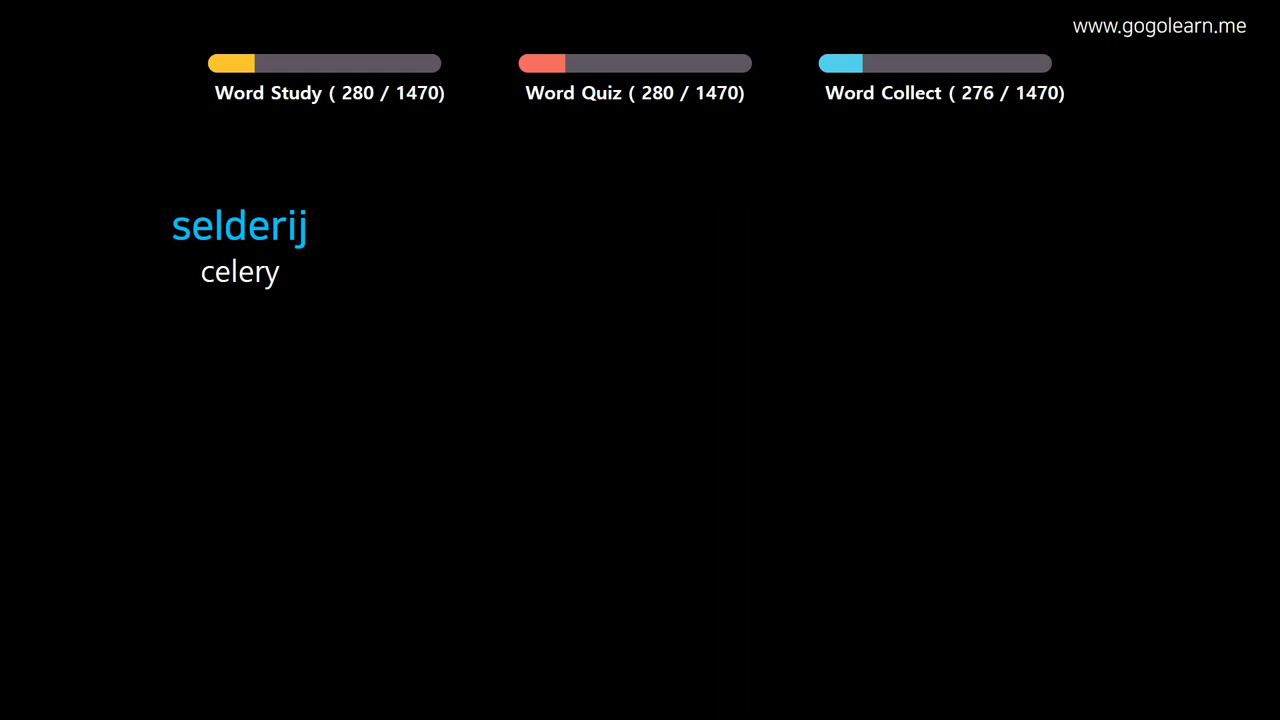 www.gogolearn.me
Word Study ( 280 / 1470)
Word Quiz ( 280 / 1470)
Word Collect ( 276 / 1470)
selderij
celery